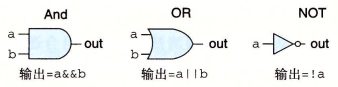 And OR NOT
a out a out a out
b b
输出=a&&b 输出=a||b 输出=!a